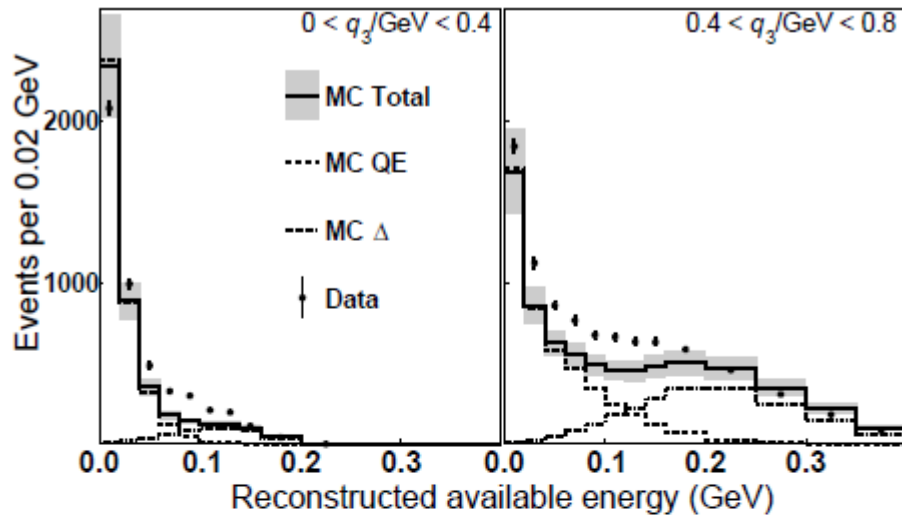 0 < q3/GeV < 0.4
0.4 < q3/GeV < 0.8
Events per 0.02 GeV
2000
1000
MC Total
MC QE
MC Δ
Data
0.0 0.1 0.2 0.3 0.0 0.1 0.2 0.3
Reconstructed available energy (GeV)